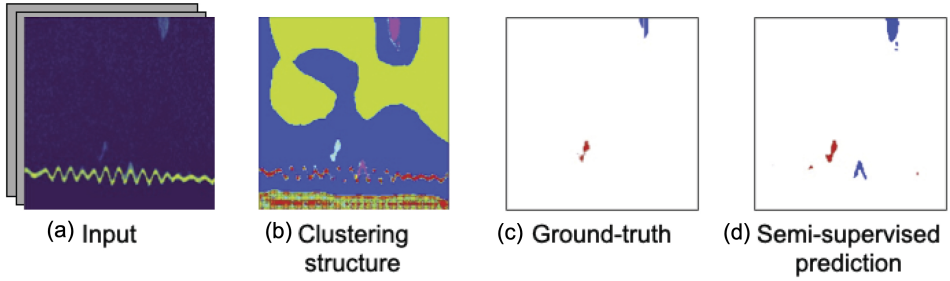 (a) Input
(b) Clustering
structure
(c) Ground-truth
(d) Semi-supervised
prediction